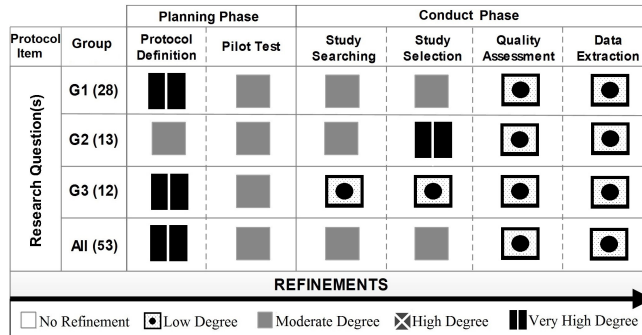 Planning Phase Conduct Phase
Protocol Item Group Protocol Definition Pilot Test Study Searching Study Selection Quality Assessment Data Extraction
Research Question(s)
G1 (28)
G2 (13)
G3 (12)
All (53)
REFINEMENTS
No Refinement Low Degree Moderate Degree High Degree Very High Degree